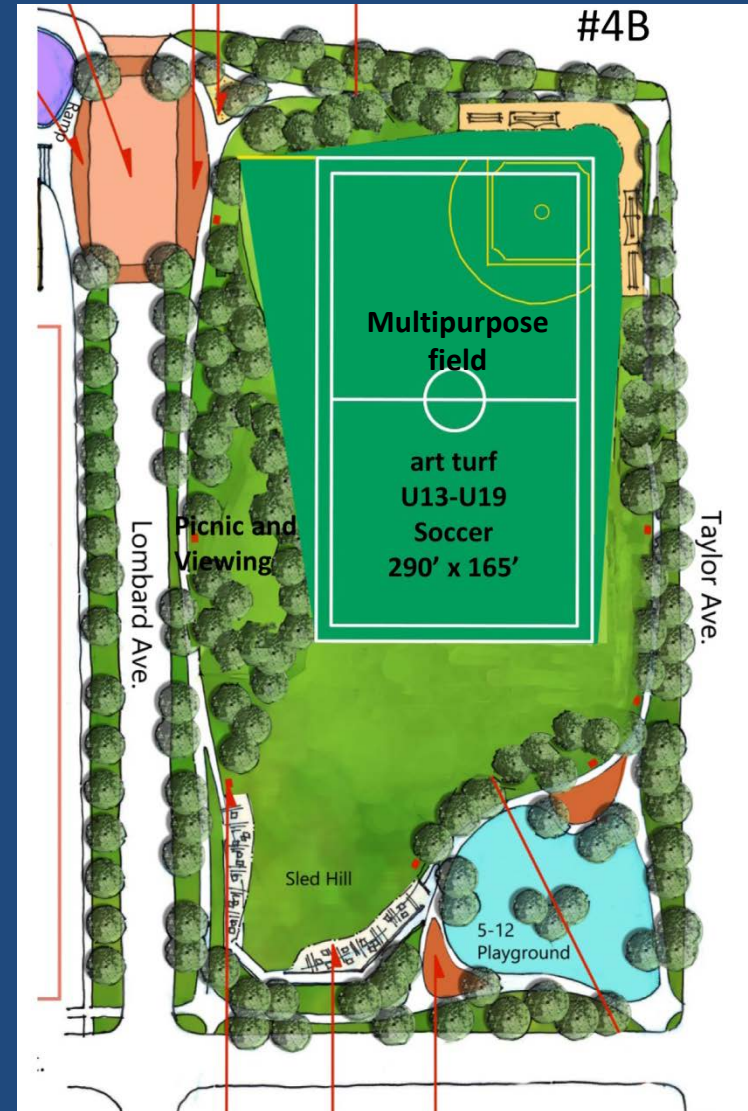 #4B
Ramp
Multipurpose
field
art turf
U13-U19
Soccer
290’ x 165’
Picnic and
Viewing
Lombard Ave.
Taylor Ave.
Sled Hill
5-12
Playground